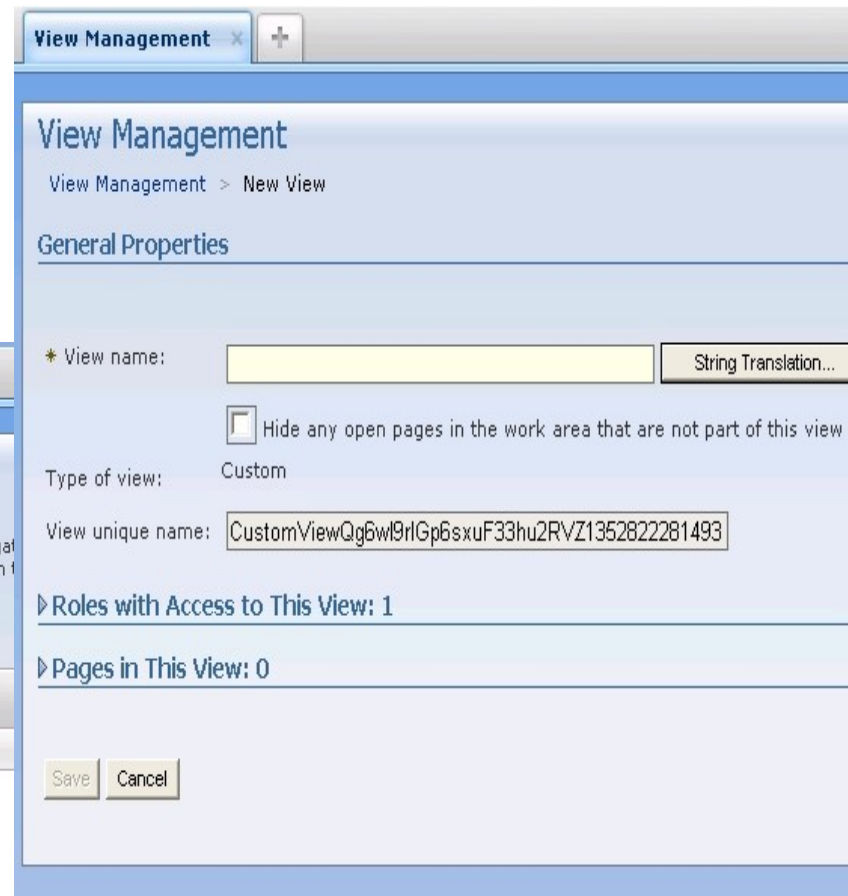 View Management × +
View Management
View Management > New View
General Properties
* View name:
String Translation...
Hide any open pages in the work area that are not part of this view
Type of view: Custom
View unique name: CustomViewQg6wl9rlGp6sxuF33hu2RVZ1352822281493
Roles with Access to This View: 1
Pages in This View: 0
Save Cancel